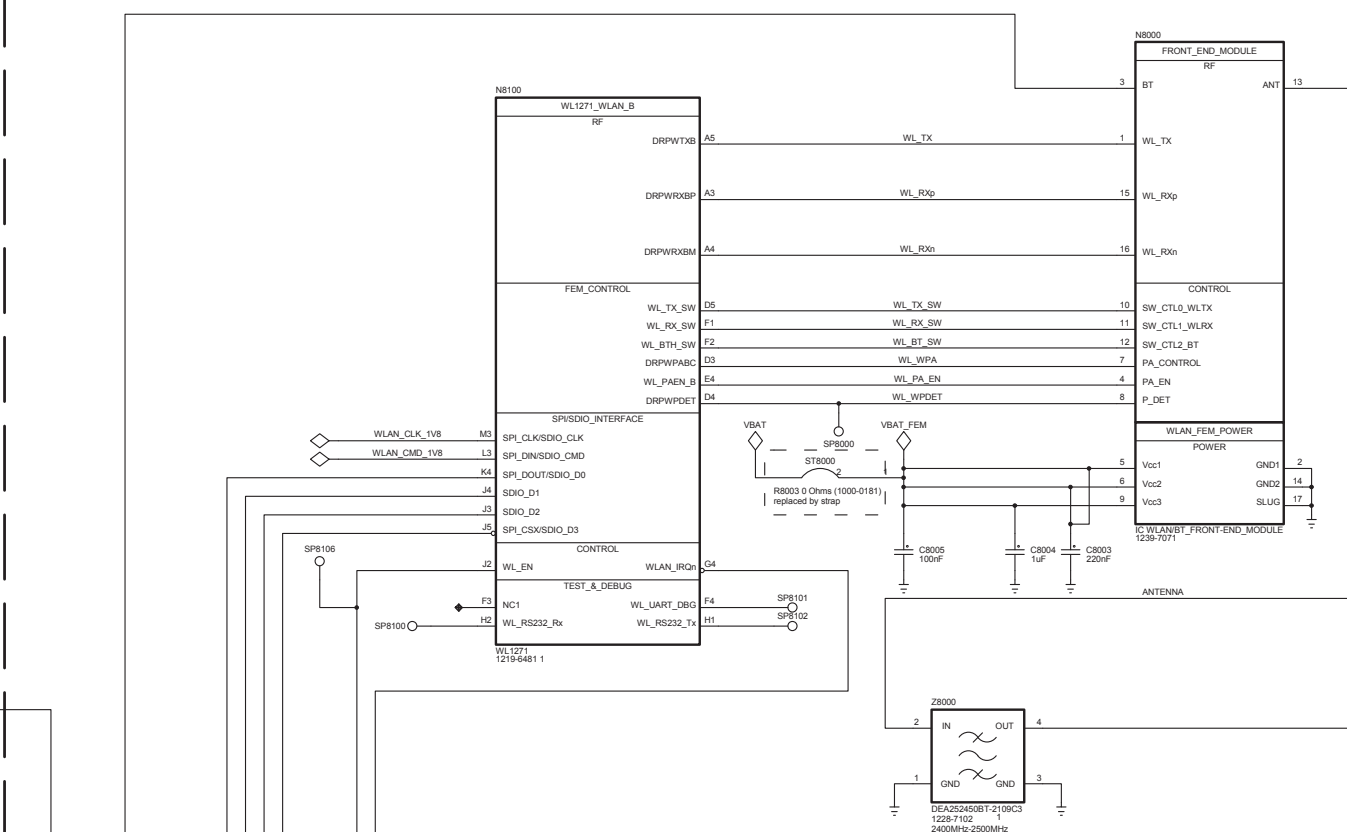 N8000
FRONT_END_MODULE
RF
3 BT ANT 13
N8100
WL1271_WLAN_B
RF
DRPWTXB A5 WL_TX 1 WL_TX
DRPWRXBP A3 WL_RXp 15 WL_RXp
DRPWRXBM A4 WL_RXn 16 WL_RXn
FEM_CONTROL CONTROL
WL_TX_SW D5 WL_TX_SW 10 SW_CTL0_WLTX
WL_RX_SW F1 WL_RX_SW 11 SW_CTL1_WLRX
WL_BTH_SW F2 WL_BT_SW 12 SW_CTL2_BT
DRPWPABC D3 WL_WPA 7 PA_CONTROL
WL_PAEN_B E4 WL_PA_EN 4 PA_EN
DRPWPDET D4 WL_WPDET 8 P_DET
SPI/SDIO_INTERFACE
WLAN_CLK_1V8 M3 SPI_CLK/SDIO_CLK
WLAN_CMD_1V8 L3 SPI_DIN/SDIO_CMD
K4 SPI_DOUT/SDIO_D0
J4 SDIO_D1
J3 SDIO_D2
J5 SPI_CSX/SDIO_D3
VBAT VBAT_FEM
SP8000
ST8000
2 1
R8003 0 Ohms (1000-0181)
replaced by strap
WLAN_FEM_POWER
POWER
5 Vcc1 GND1 2
6 Vcc2 GND2 14
9 Vcc3 SLUG 17
IC WLAN/BT_FRONT-END_MODULE
1239-7071
C8005
100nF
C8004
1uF
C8003
220nF
CONTROL
SP8106
J2 WL_EN WLAN_IRQn G4
TEST_&_DEBUG
F3 NC1 WL_UART_DBG F4 SP8101
SP8100 H2 WL_RS232_Rx WL_RS232_Tx H1 SP8102
WL1271
1219-6481 1
ANTENNA
Z8000
2 IN OUT 4
1 GND GND 3
DEA252450BT-2109C3
1228-7102 1
2400MHz-2500MHz